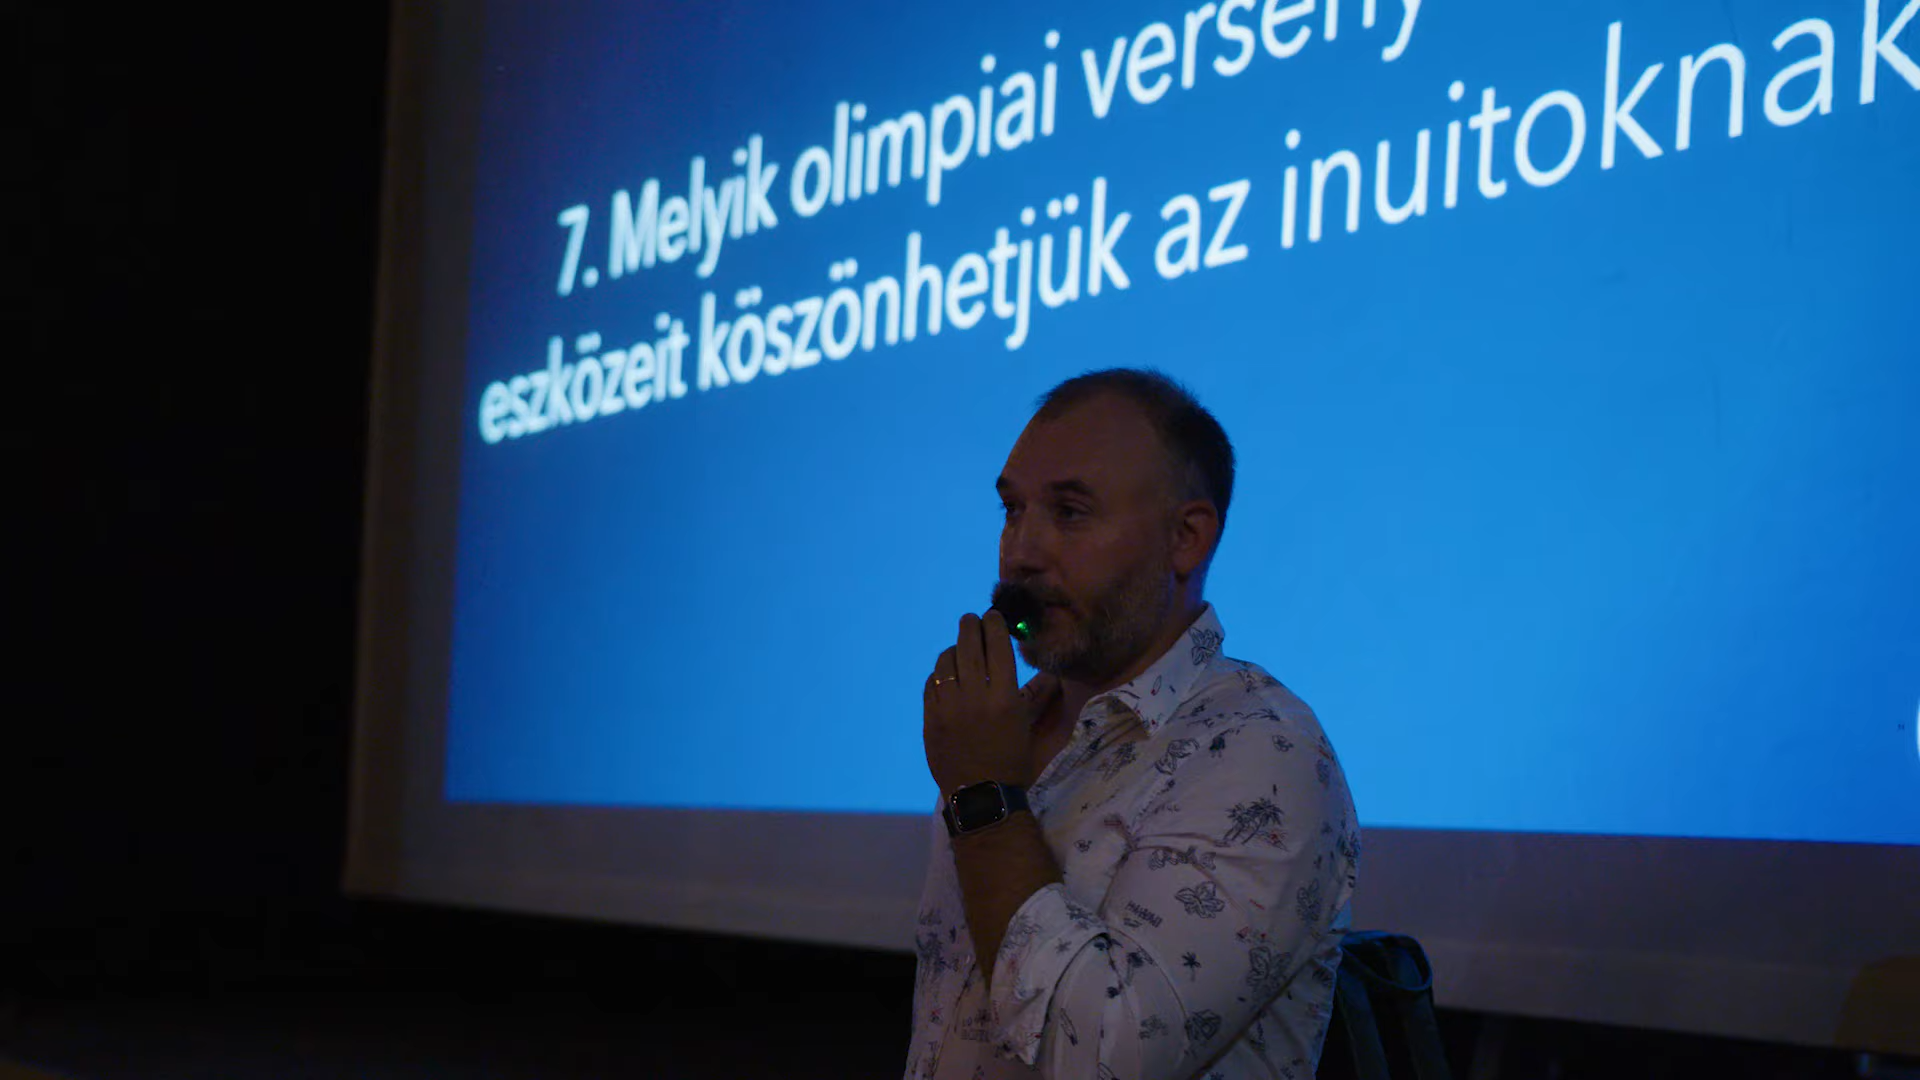 7. Melyik olimpiai verseny
eszközeit köszönhetjük az inuitoknak